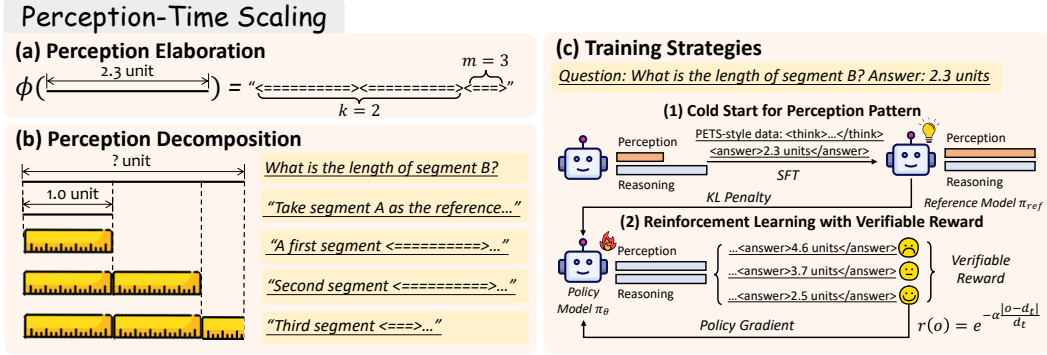 Perception-Time Scaling
(a) Perception Elaboration
2.3 unit
ϕ( ) = "<==========><==========><===>"
m = 3
k = 2
(b) Perception Decomposition
? unit
1.0 unit
What is the length of segment B?
"Take segment A as the reference..."
"A first segment <==========>..."
"Second segment <==========>..."
"Third segment <===>..."
(c) Training Strategies
Question: What is the length of segment B? Answer: 2.3 units
(1) Cold Start for Perception Pattern
Perception
Reasoning
PETS-style data: <think>...</think>
<answer>2.3 units</answer>
SFT
Perception
Reasoning
KL Penalty
Reference Model π_ref
(2) Reinforcement Learning with Verifiable Reward
Perception
Reasoning
Policy
Model π_θ
...<answer>4.6 units</answer>
...<answer>3.7 units</answer>
...<answer>2.5 units</answer>
Verifiable
Reward
Policy Gradient
r(o) = e^{-α|o-d_t|/d_t}